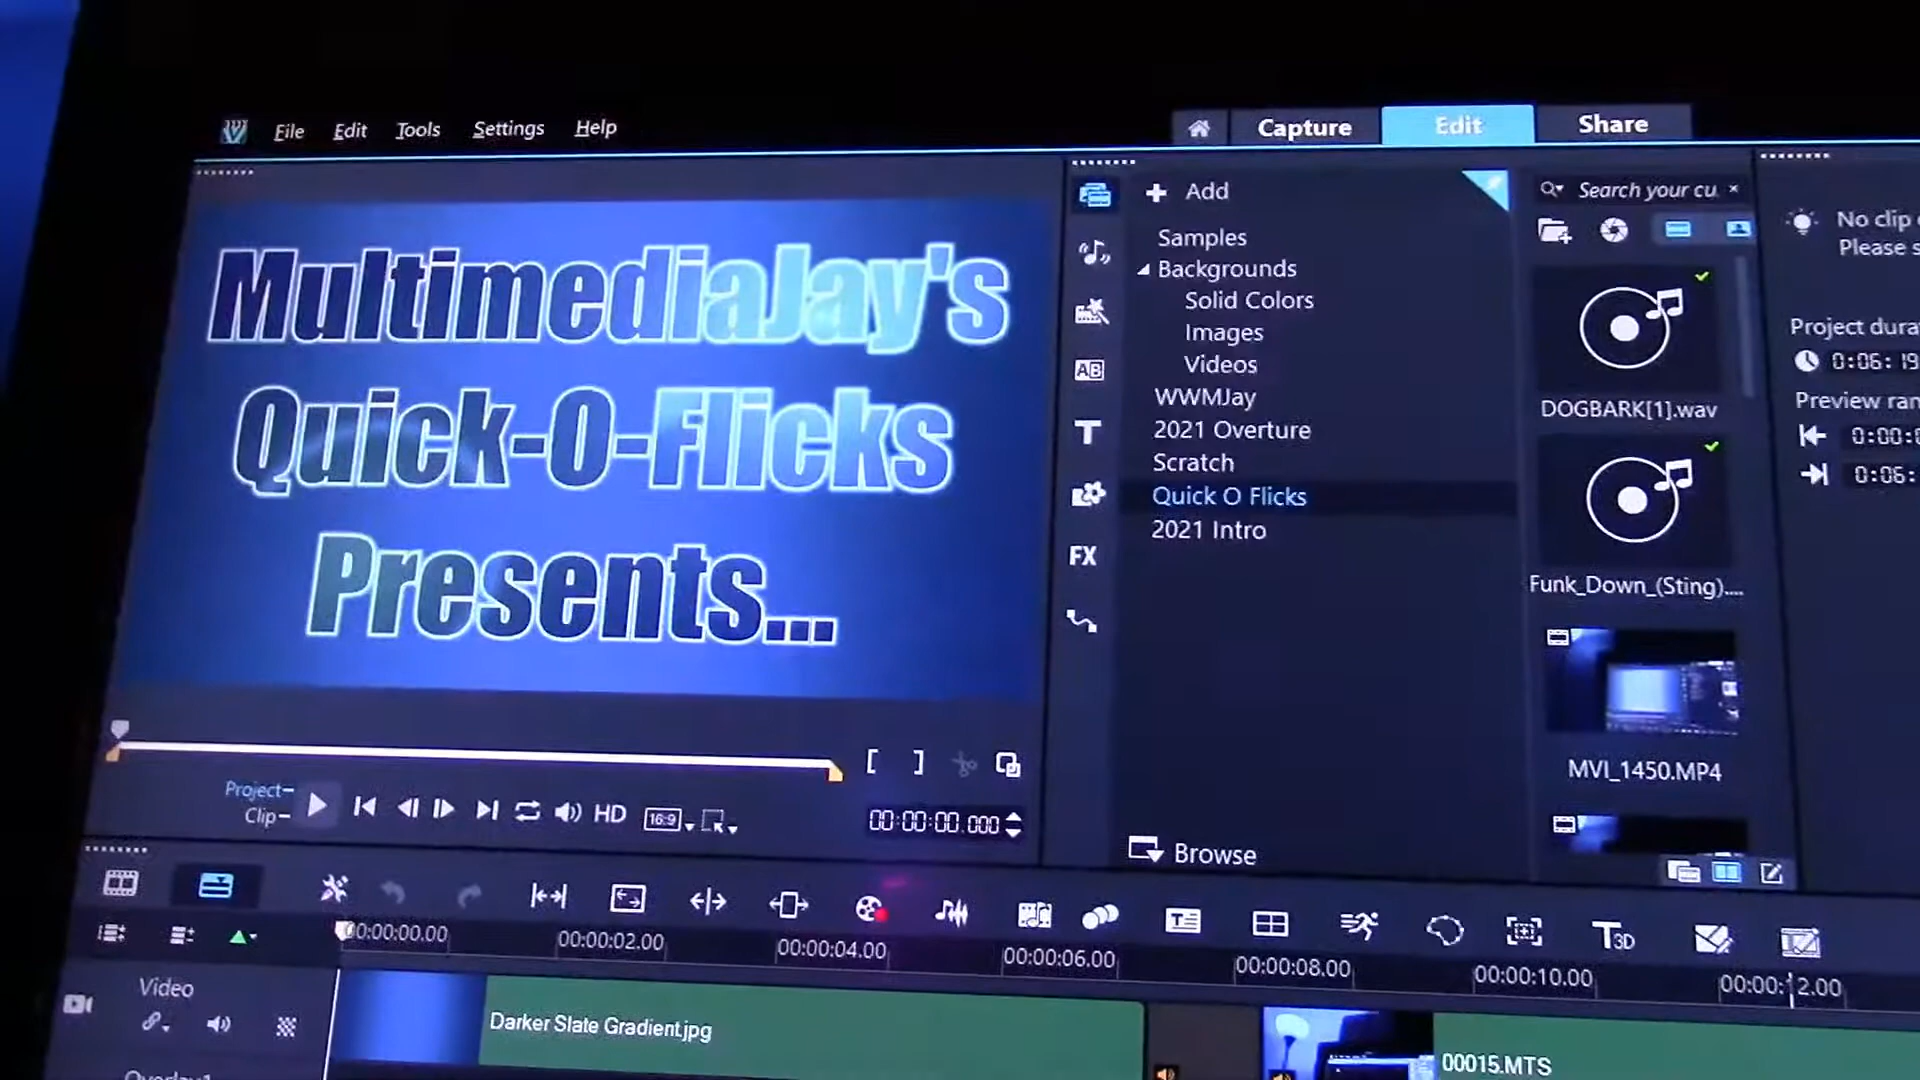 File Edit Tools Settings Help
Capture Edit Share
MultimediaJay's
Quick-O-Flicks
Presents...
Project
Clip
HD
16:9
[ ]
00:00:00.000
Add
Samples
Backgrounds
Solid Colors
Images
Videos
WWMJay
2021 Overture
Scratch
Quick O Flicks
2021 Intro
Browse
AB
T
FX
Search your cu
DOGBARK[1].wav
Funk_Down_(Sting)....
MVI_1450.MP4
No clip
Please s
Project dura
0:06:19
Preview ran
0:00:0
0:06:
T3D
00:00:00.00 00:00:02.00 00:00:04.00 00:00:06.00 00:00:08.00 00:00:10.00 00:00:12.00
Video
Darker Slate Gradient.jpg
00015.MTS
Overlay1